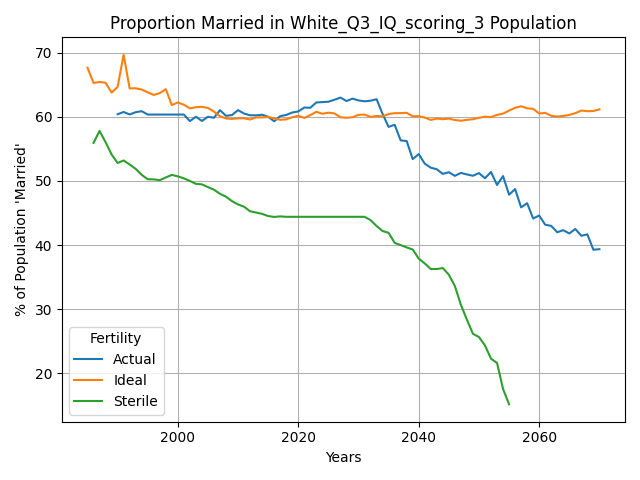 Proportion Married in White_Q3_IQ_scoring_3 Population
% of Population 'Married'
70
60
50
40
30
20
Fertility
Actual
Ideal
Sterile
2000
2020
2040
2060
Years